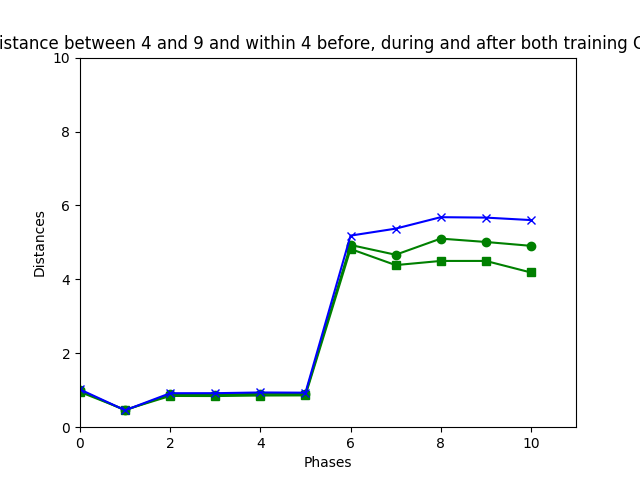 istance between 4 and 9 and within 4 before, during and after both training
10
8
6
4
2
0
Distances
0 2 4 6 8 10
Phases